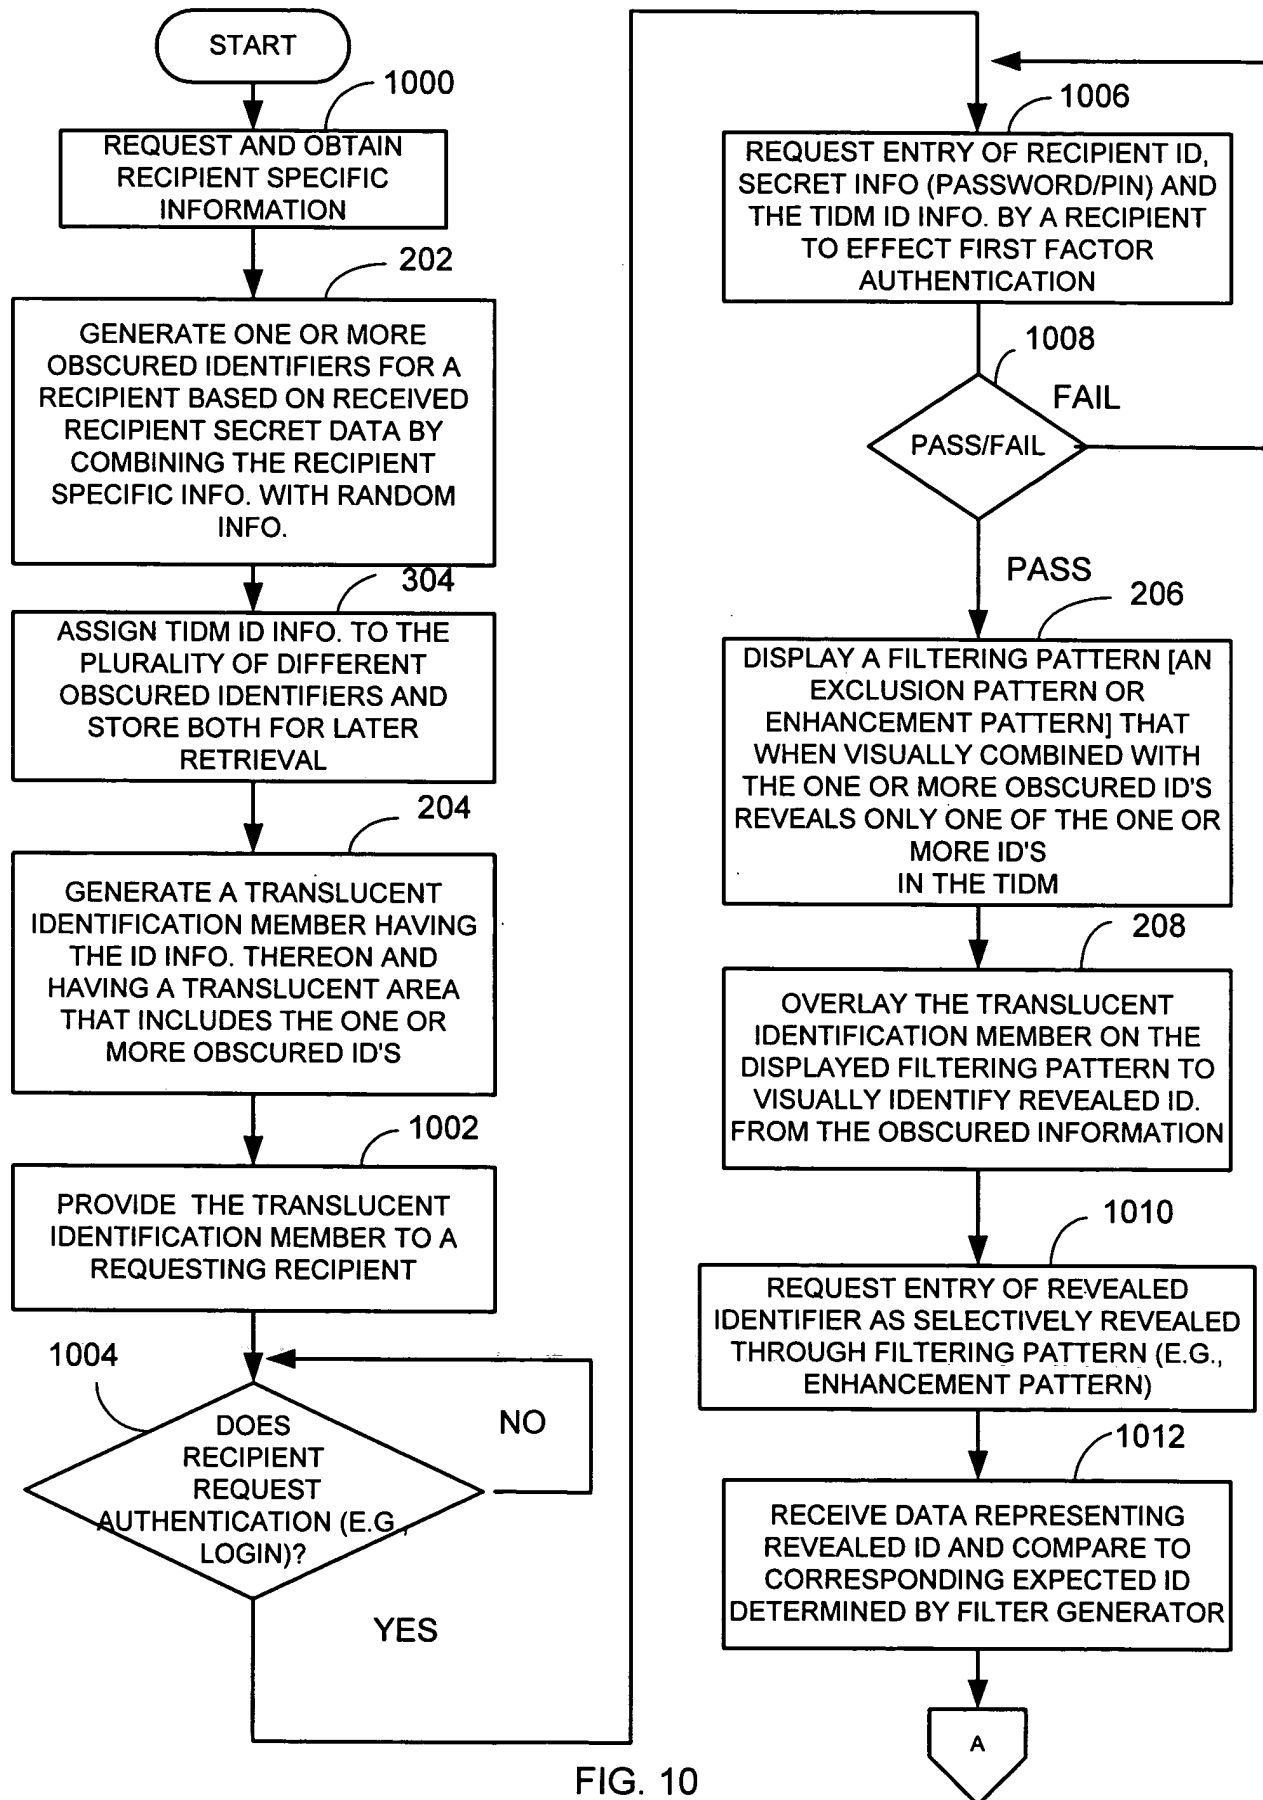 START
1000
REQUEST AND OBTAIN
RECIPIENT SPECIFIC
INFORMATION
202
GENERATE ONE OR MORE
OBSCURED IDENTIFIERS FOR A
RECIPIENT BASED ON RECEIVED
RECIPIENT SECRET DATA BY
COMBINING THE RECIPIENT
SPECIFIC INFO. WITH RANDOM
INFO.
304
ASSIGN TIDM ID INFO. TO THE
PLURALITY OF DIFFERENT
OBSCURED IDENTIFIERS AND
STORE BOTH FOR LATER
RETRIEVAL
204
GENERATE A TRANSLUCENT
IDENTIFICATION MEMBER HAVING
THE ID INFO. THEREON AND
HAVING A TRANSLUCENT AREA
THAT INCLUDES THE ONE OR
MORE OBSCURED ID'S
1002
PROVIDE THE TRANSLUCENT
IDENTIFICATION MEMBER TO A
REQUESTING RECIPIENT
1004
DOES
RECIPIENT
REQUEST
AUTHENTICATION (E.G.,
LOGIN)?
NO
YES
1006
REQUEST ENTRY OF RECIPIENT ID,
SECRET INFO (PASSWORD/PIN) AND
THE TIDM ID INFO. BY A RECIPIENT
TO EFFECT FIRST FACTOR
AUTHENTICATION
1008
PASS/FAIL
FAIL
PASS
206
DISPLAY A FILTERING PATTERN [AN
EXCLUSION PATTERN OR
ENHANCEMENT PATTERN] THAT
WHEN VISUALLY COMBINED WITH
THE ONE OR MORE OBSCURED ID'S
REVEALS ONLY ONE OF THE ONE OR
MORE ID'S
IN THE TIDM
208
OVERLAY THE TRANSLUCENT
IDENTIFICATION MEMBER ON THE
DISPLAYED FILTERING PATTERN TO
VISUALLY IDENTIFY REVEALED ID.
FROM THE OBSCURED INFORMATION
1010
REQUEST ENTRY OF REVEALED
IDENTIFIER AS SELECTIVELY REVEALED
THROUGH FILTERING PATTERN (E.G.,
ENHANCEMENT PATTERN)
1012
RECEIVE DATA REPRESENTING
REVEALED ID AND COMPARE TO
CORRESPONDING EXPECTED ID
DETERMINED BY FILTER GENERATOR
A
FIG. 10